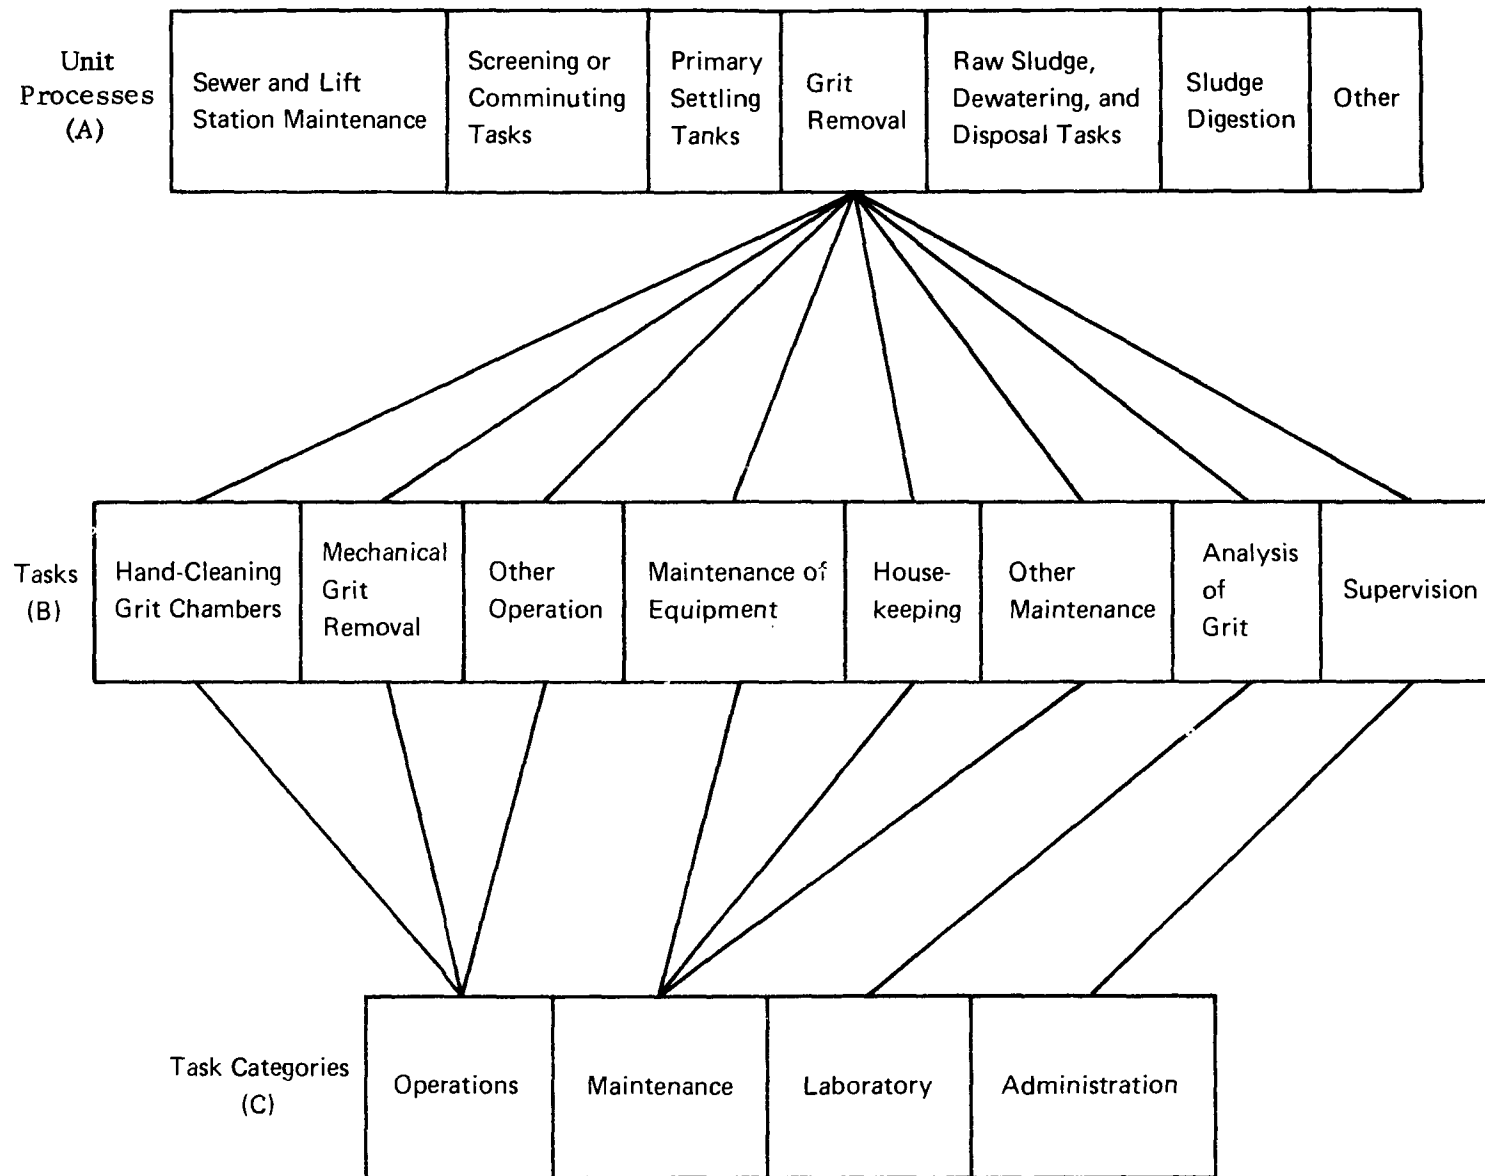 Unit
Processes
(A)
Sewer and Lift
Station Maintenance
Screening or
Comminuting
Tasks
Primary
Settling
Tanks
Grit
Removal
Raw Sludge,
Dewatering, and
Disposal Tasks
Sludge
Digestion
Other
Tasks
(B)
Hand-Cleaning
Grit Chambers
Mechanical
Grit
Removal
Other
Operation
Maintenance of
Equipment
House-
keeping
Other
Maintenance
Analysis
of
Grit
Supervision
Task Categories
(C)
Operations
Maintenance
Laboratory
Administration